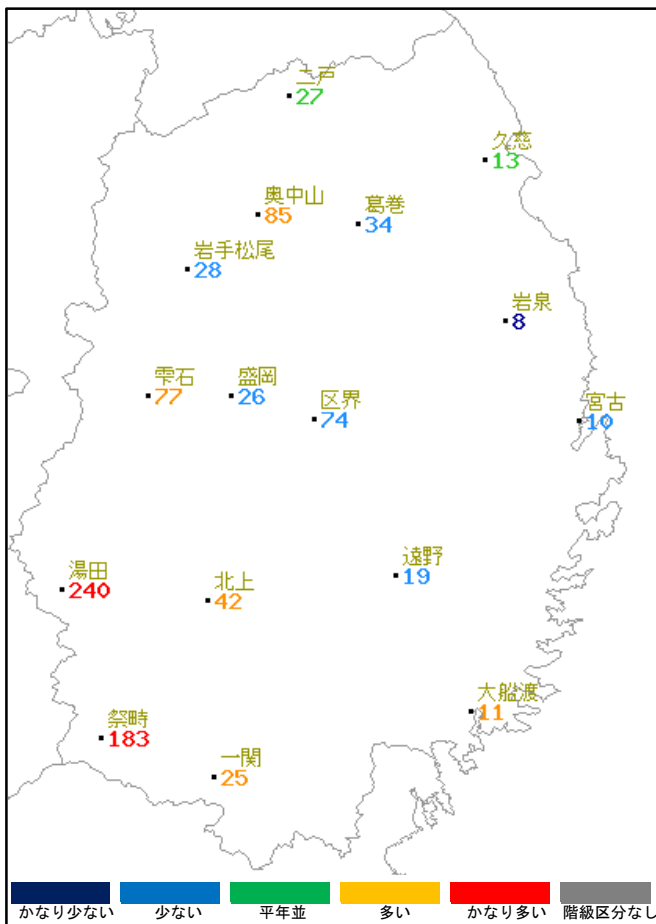 二戸
27
久慈
13
奥中山
85
葛巻
34
岩手松尾
28
岩泉
8
雫石
77
盛岡
26
区界
74
宮古
10
湯田
240
北上
42
遠野
19
大船渡
11
祭畤
183
一関
25
かなり少ない 少ない 平年並 多い かなり多い 階級区分なし